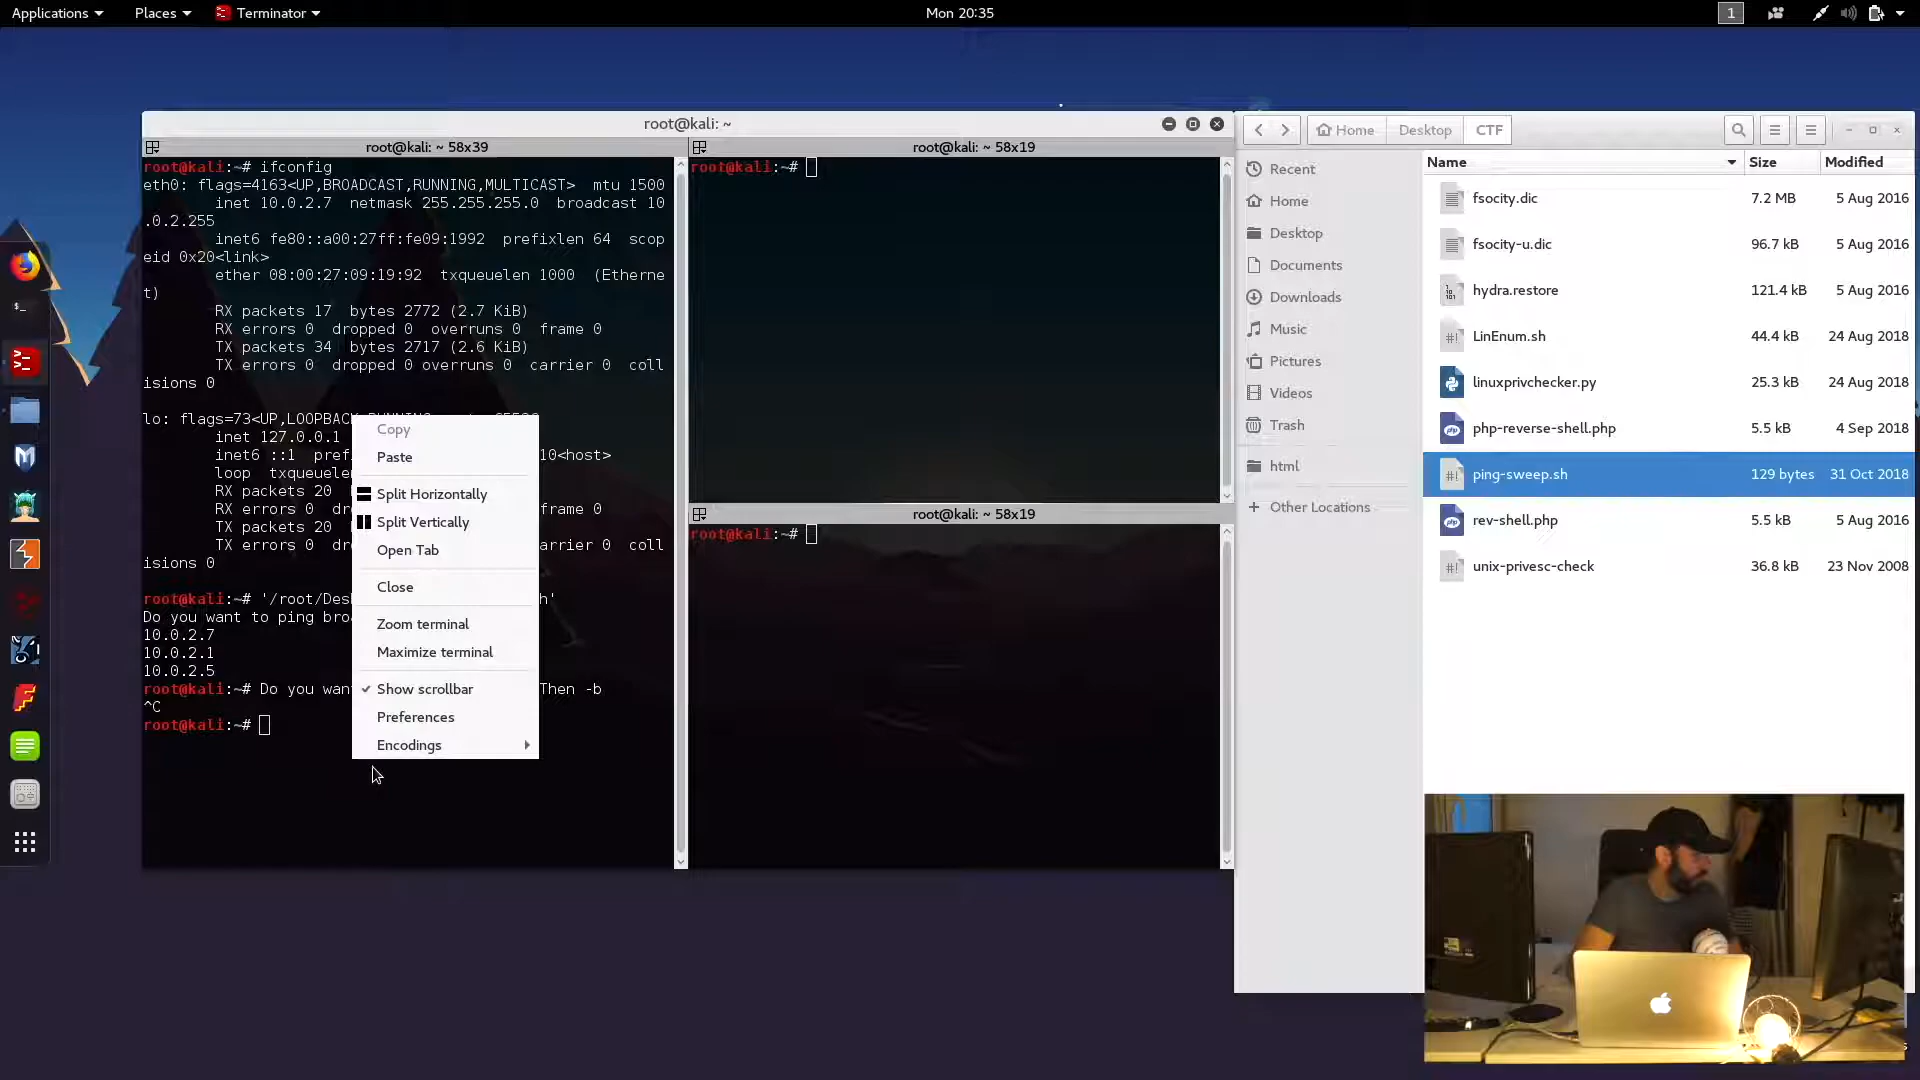 Applications
Places
Terminator
Mon 20:35
1
root@kali: ~
root@kali: ~ 58x39
root@kali:~# ifconfig
eth0: flags=4163<UP,BROADCAST,RUNNING,MULTICAST>  mtu 1500
inet 10.0.2.7  netmask 255.255.255.0  broadcast 10
.0.2.255
inet6 fe80::a00:27ff:fe09:1992  prefixlen 64  scop
eid 0x20<link>
ether 08:00:27:09:19:92  txqueuelen 1000  (Etherne
t)
RX packets 17  bytes 2772 (2.7 KiB)
RX errors 0  dropped 0  overruns 0  frame 0
TX packets 34  bytes 2717 (2.6 KiB)
TX errors 0  dropped 0 overruns 0  carrier 0  coll
isions 0
lo: flags=73<UP,LOOPBACK
inet 127.0.0.1
inet6 ::1  pref 10<host>
loop  txqueuele
RX packets 20
RX errors 0  dr frame 0
TX packets 20
TX errors 0  dr arrier 0  coll
isions 0
root@kali:~# '/root/Des h'
Do you want to ping bro
10.0.2.7
10.0.2.1
10.0.2.5
root@kali:~# Do you wan Then -b
^C
root@kali:~#
Copy
Paste
Split Horizontally
Split Vertically
Open Tab
Close
Zoom terminal
Maximize terminal
Show scrollbar
Preferences
Encodings
root@kali: ~ 58x19
root@kali:~#
root@kali: ~ 58x19
root@kali:~#
Home
Desktop
CTF
Recent
Home
Desktop
Documents
Downloads
Music
Pictures
Videos
Trash
html
Other Locations
Name Size Modified
fsocity.dic 7.2 MB 5 Aug 2016
fsocity-u.dic 96.7 kB 5 Aug 2016
hydra.restore 121.4 kB 5 Aug 2016
LinEnum.sh 44.4 kB 24 Aug 2018
linuxprivchecker.py 25.3 kB 24 Aug 2018
php-reverse-shell.php 5.5 kB 4 Sep 2018
ping-sweep.sh 129 bytes 31 Oct 2018
rev-shell.php 5.5 kB 5 Aug 2016
unix-privesc-check 36.8 kB 23 Nov 2008